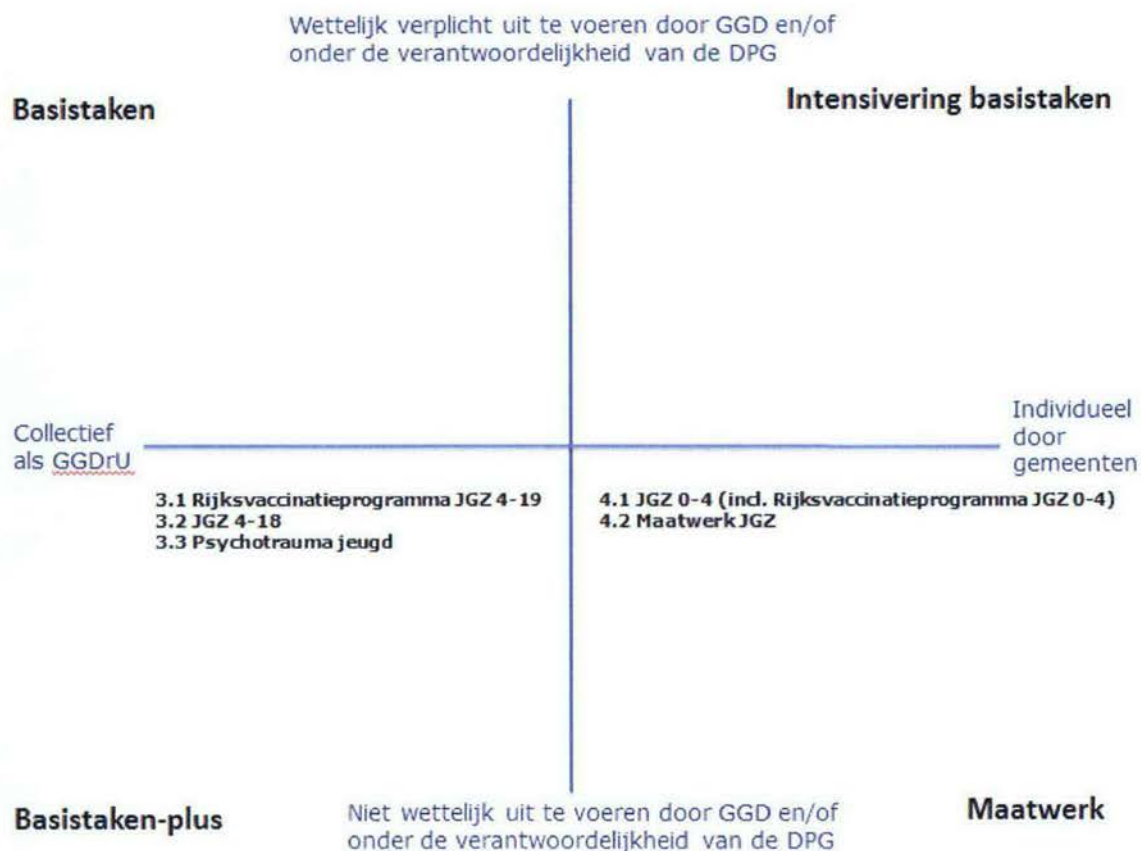 Wettelijk verplicht uit te voeren door GGD en/of
onder de verantwoordelijkheid van de DPG
Basistaken
Intensivering basistaken
Collectief
als GGDrU
Individueel
door
gemeenten
3.1 Rijksvaccinatieprogramma JGZ 4-19
3.2 JGZ 4-18
3.3 Psychotrauma jeugd
4.1 JGZ 0-4 (incl. Rijksvaccinatieprogramma JGZ 0-4)
4.2 Maatwerk JGZ
Basistaken-plus
Niet wettelijk uit te voeren door GGD en/of
onder de verantwoordelijkheid van de DPG
Maatwerk